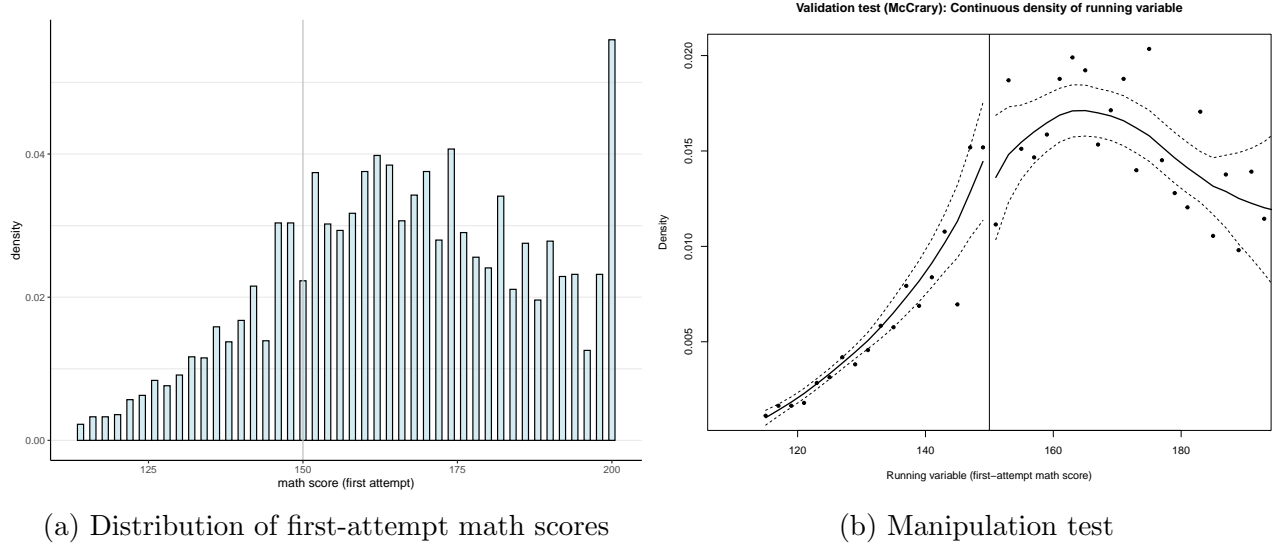 Validation test (McCrary): Continuous density of running variable
density
0.04
0.02
0.00
125
150
175
200
math score (first attempt)
Density
0.020
0.015
0.010
0.005
120
140
160
180
Running variable (first−attempt math score)
(a) Distribution of first-attempt math scores
(b) Manipulation test